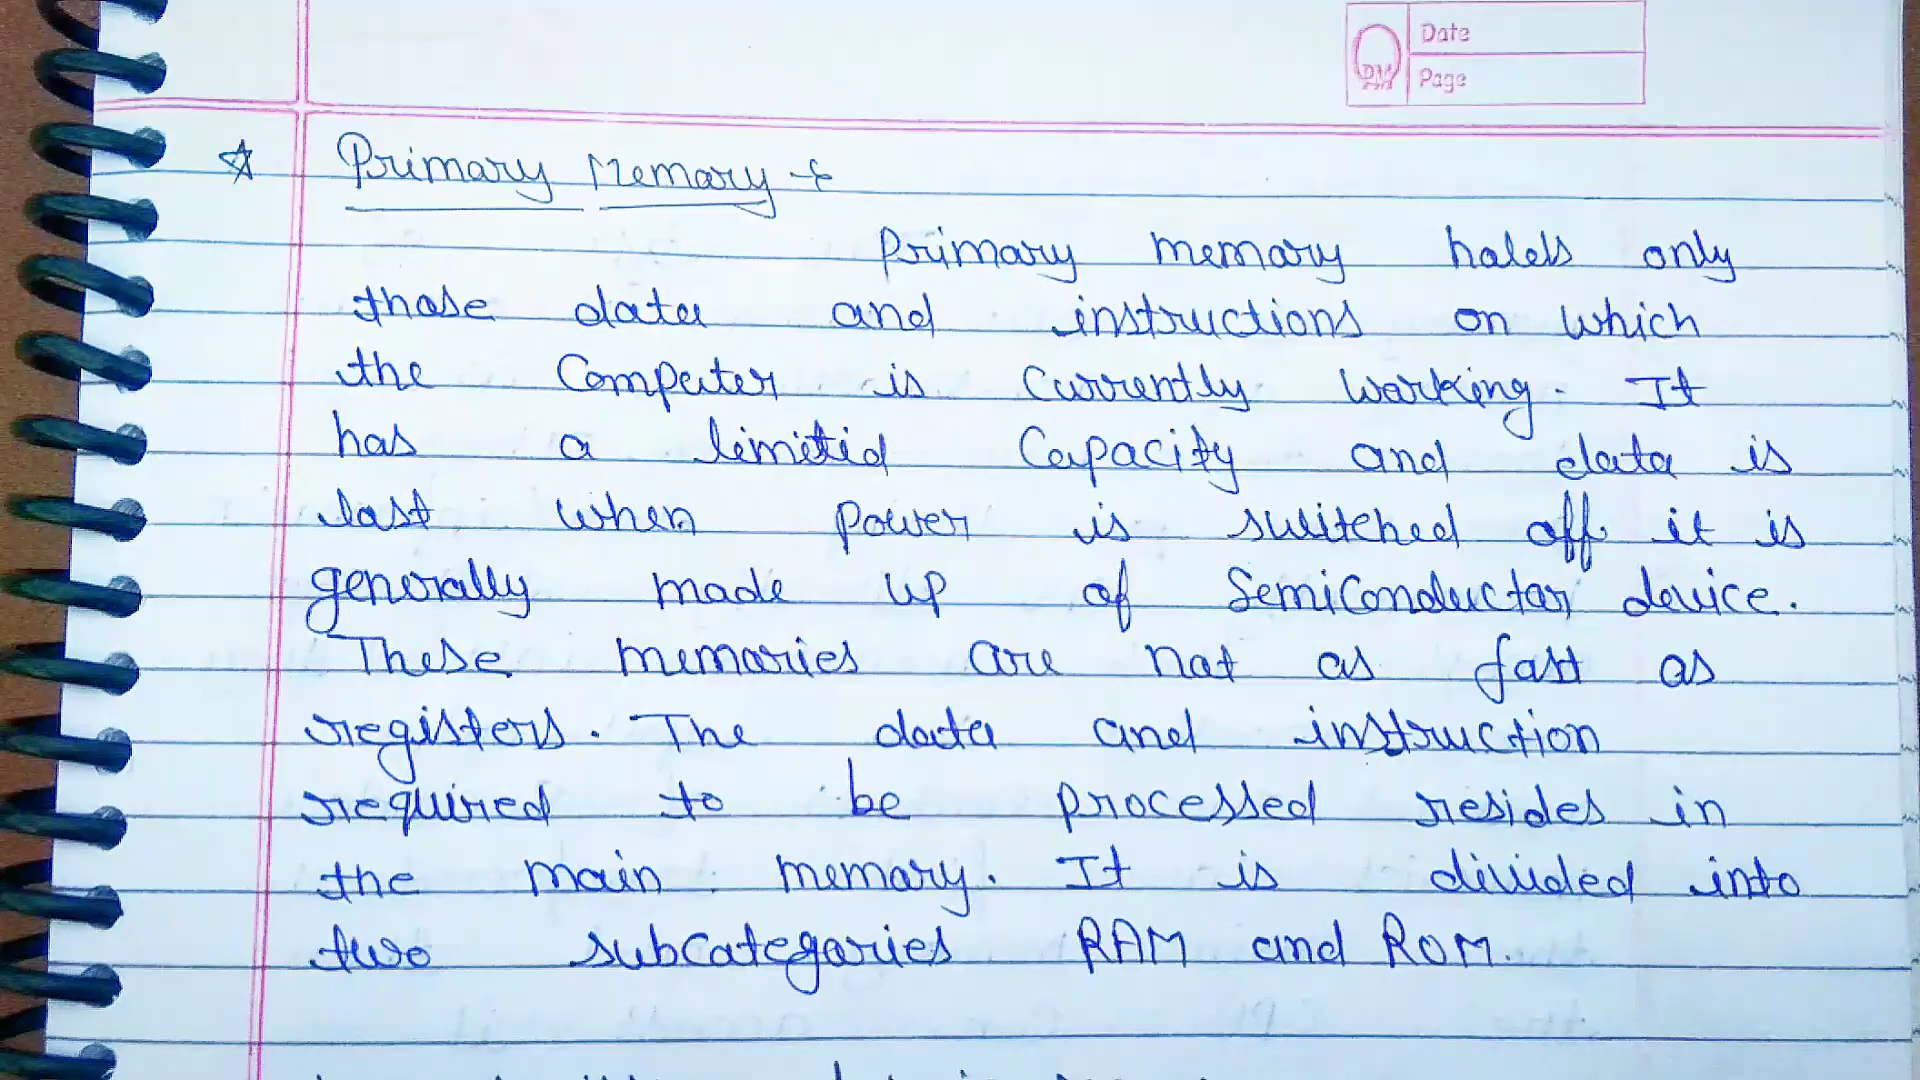 Date
Page
☆ Primary Memory :-
Primary memory holds only
those data and instructions on which
the Computer is Currently working. It
has a limitid Capacity and data is
last when power is switched off it is
generally made up of SemiConductor device.
These memories are not as fast as
registers. The data and instruction
required to be processed resides in
the main memory. It is divided into
two subcategories RAM and ROM.